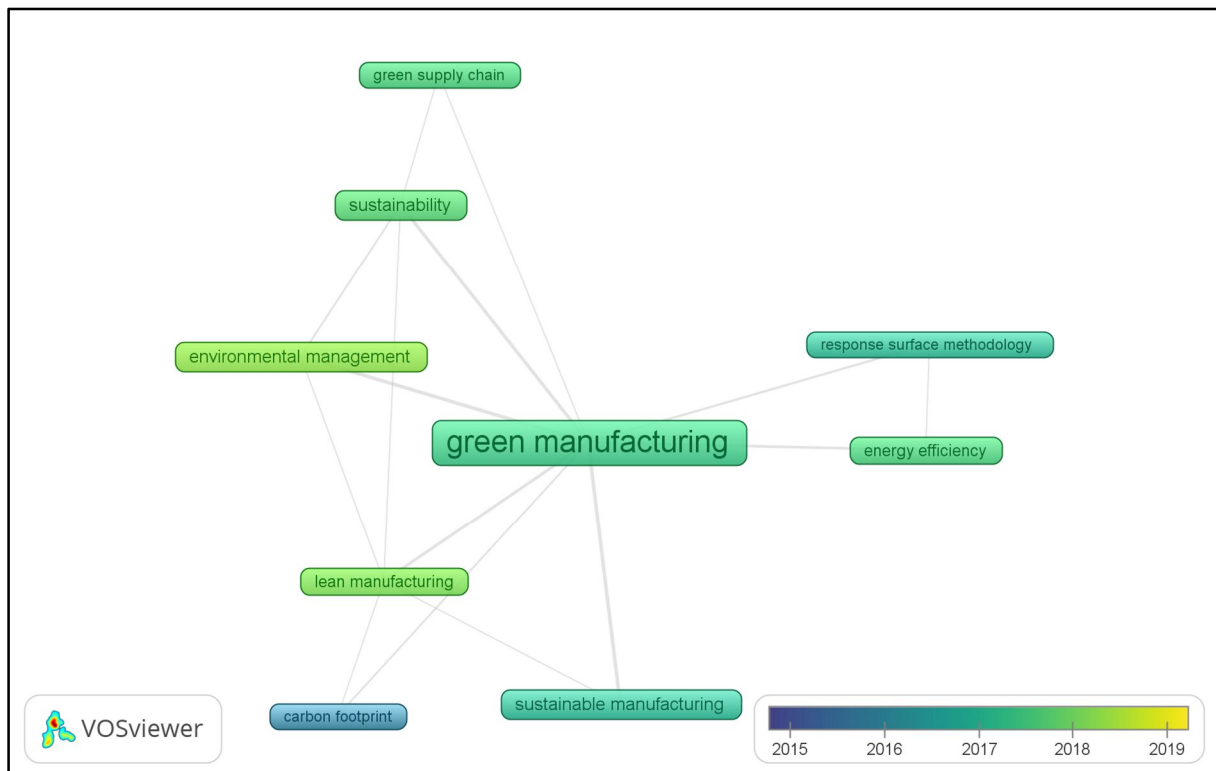 green supply chain
sustainability
environmental management
response surface methodology
green manufacturing
energy efficiency
lean manufacturing
carbon footprint
sustainable manufacturing
VOSviewer
2015 2016 2017 2018 2019